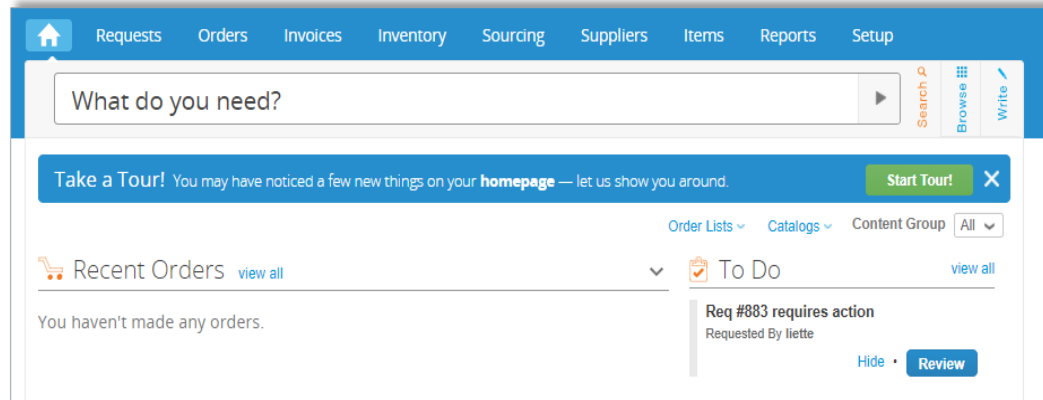 Requests Orders Invoices Inventory Sourcing Suppliers Items Reports Setup
What do you need?
Search
Browse
Write
Take a Tour! You may have noticed a few new things on your homepage — let us show you around. Start Tour!
Order Lists Catalogs Content Group All
Recent Orders view all
You haven't made any orders.
To Do view all
Req #883 requires action
Requested By liette
Hide • Review